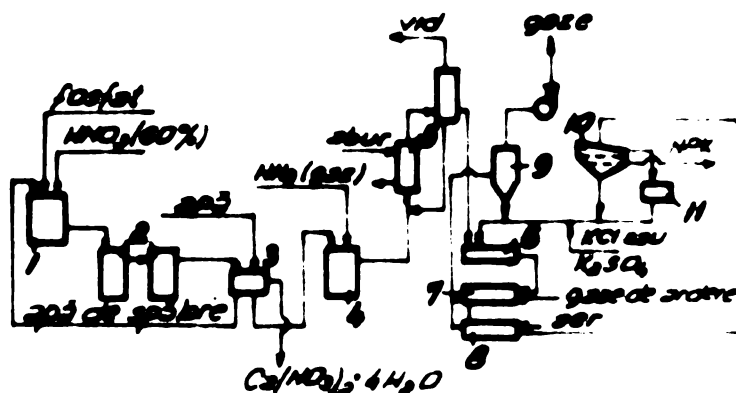 vid
gaze
fosfat
HNO3(60%)
abur
NH3(gaz)
apă
10
NPK
9
11
1
2
3
4
5
6
KCl sau
K2SO4
7
gaze de ardere
aer
8
apă de spălare
Ca(NO3)2·4H2O